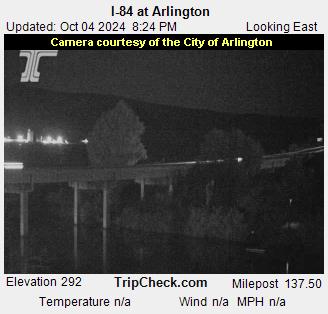 I-84 at Arlington
Updated: Oct 04 2024 8:24 PM Looking East
Camera courtesy of the City of Arlington
Elevation 292 TripCheck.com Milepost 137.50
Temperature n/a Wind n/a MPH n/a